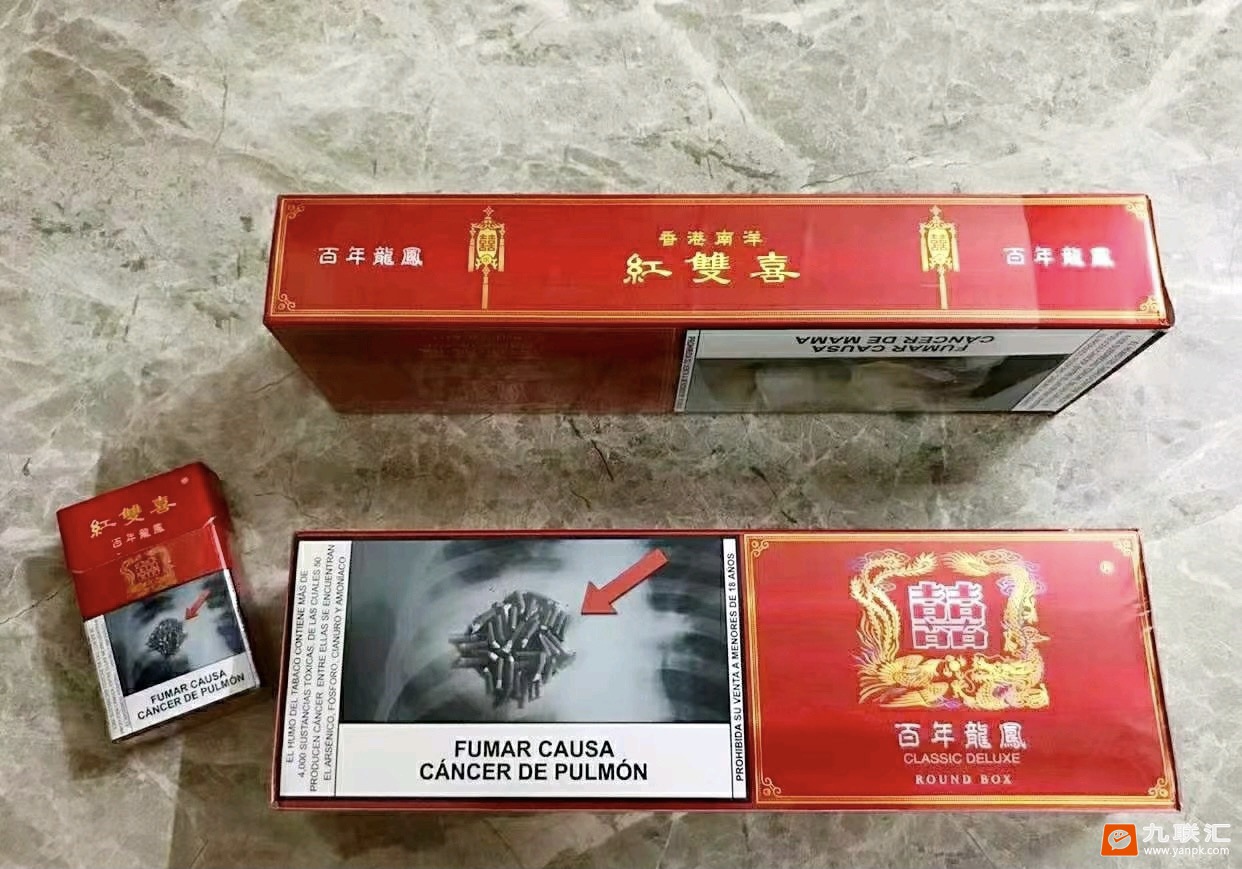 百年龍鳳
香港南洋
紅雙喜
百年龍鳳
FUMAR CAUSA
CÁNCER DE MAMA
紅雙喜
百年龍鳳
FUMAR CAUSA
CÁNCER DE PULMÓN
EL HUMO DEL TABACO CONTIENE MÁS DE
4,000 SUSTANCIAS TÓXICAS, DE LAS CUALES 50
PRODUCEN CÁNCER, ENTRE ELLAS SE ENCUENTRAN
EL ARSÉNICO, FÓSFORO, CIANURO Y AMONÍACO
FUMAR CAUSA
CÁNCER DE PULMÓN
PROHIBIDA SU VENTA A MENORES DE 18 AÑOS
囍
百年龍鳳
CLASSIC DELUXE
ROUND BOX
九联汇
www.yanpk.com